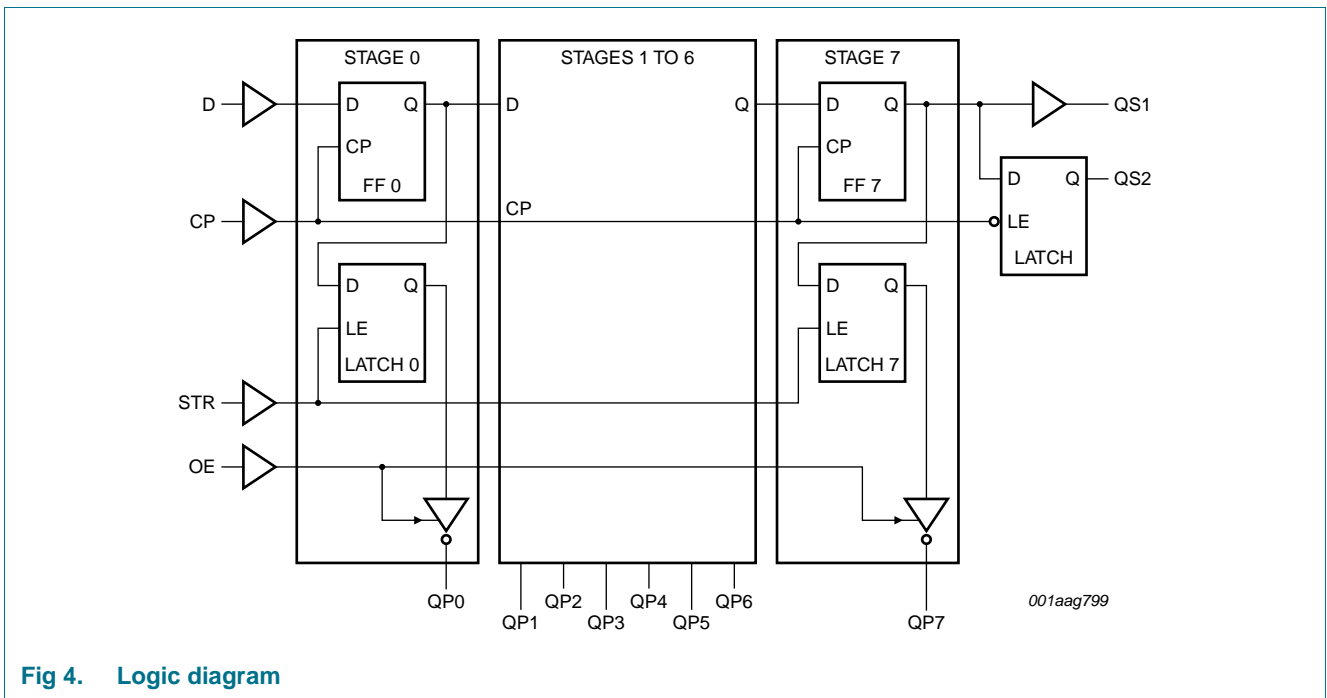 STAGE 0
STAGES 1 TO 6
STAGE 7
D
D
Q
D
Q
D
Q
QS1
CP
CP
FF 0
FF 7
D
Q
QS2
CP
CP
LE
LATCH
D
Q
D
Q
LE
LE
LATCH 0
LATCH 7
STR
OE
QP0
QP2
QP4
QP6
QP1
QP3
QP5
QP7
001aag799
Fig 4. Logic diagram